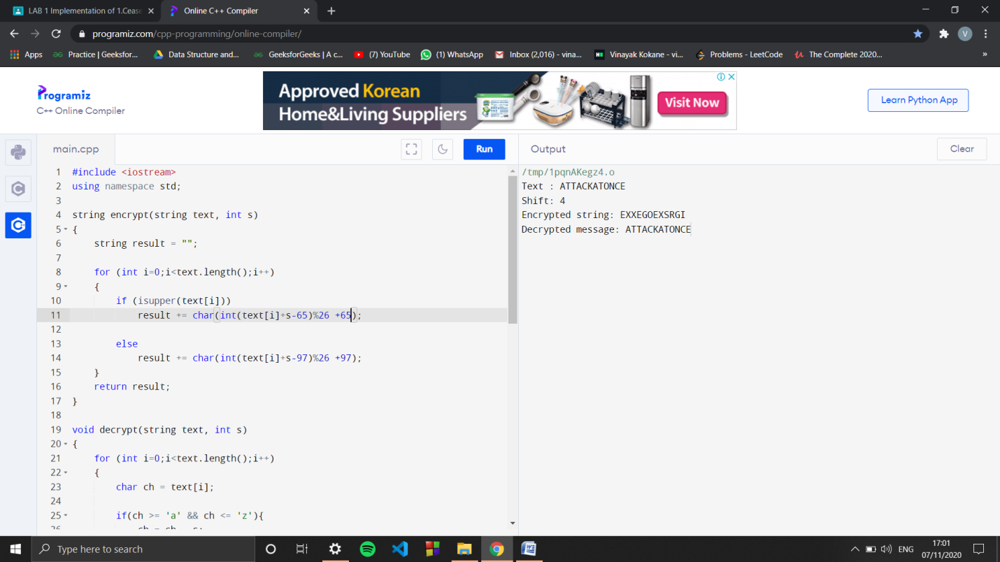 LAB 1 Implementation of 1.Cease
Online C++ Compiler
programiz.com/cpp-programming/online-compiler/
V
Apps
Practice | Geeksfor...
Data Structure and...
GeeksforGeeks | A c...
(7) YouTube
(1) WhatsApp
Inbox (2,016) - vina...
Vinayak Kokane - vi...
Problems - LeetCode
The Complete 2020...
»
Programiz
C++ Online Compiler
Approved Korean
Home&Living Suppliers
Visit Now
Learn Python App
main.cpp
Run
Output
Clear
1 #include <iostream>
2 using namespace std;
3
4 string encrypt(string text, int s)
5 {
6 string result = "";
7
8 for (int i=0;i<text.length();i++)
9 {
10 if (isupper(text[i]))
11 result += char(int(text[i]+s-65)%26 +65);
12
13 else
14 result += char(int(text[i]+s-97)%26 +97);
15 }
16 return result;
17 }
18
19 void decrypt(string text, int s)
20 {
21 for (int i=0;i<text.length();i++)
22 {
23 char ch = text[i];
24
25 if(ch >= 'a' && ch <= 'z'){
/tmp/1pqnAKegz4.o
Text : ATTACKATONCE
Shift: 4
Encrypted string: EXXEGOEXSRGI
Decrypted message: ATTACKATONCE
Type here to search
ENG
17:01
07/11/2020